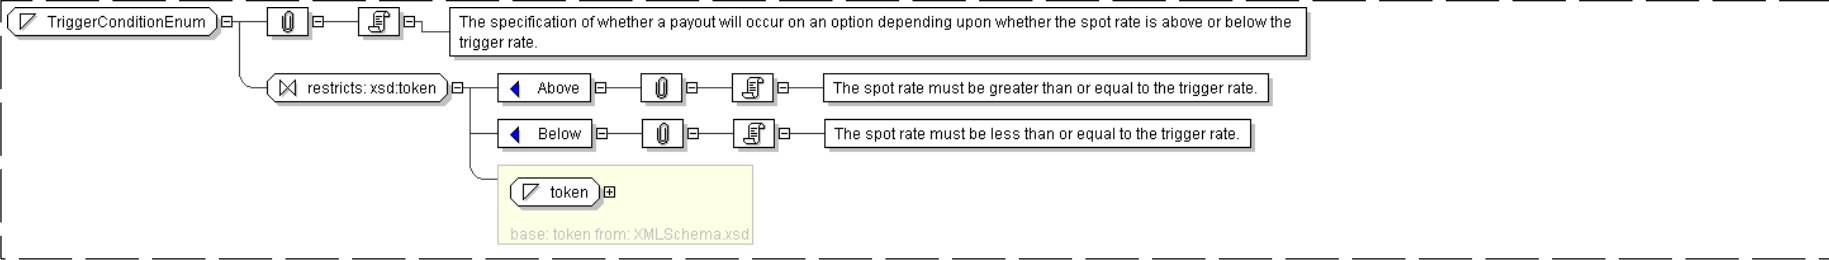 TriggerConditionEnum
The specification of whether a payout will occur on an option depending upon whether the spot rate is above or below the
trigger rate.
restricts: xsd:token
Above
The spot rate must be greater than or equal to the trigger rate.
Below
The spot rate must be less than or equal to the trigger rate.
token
base: token from: XMLSchema.xsd